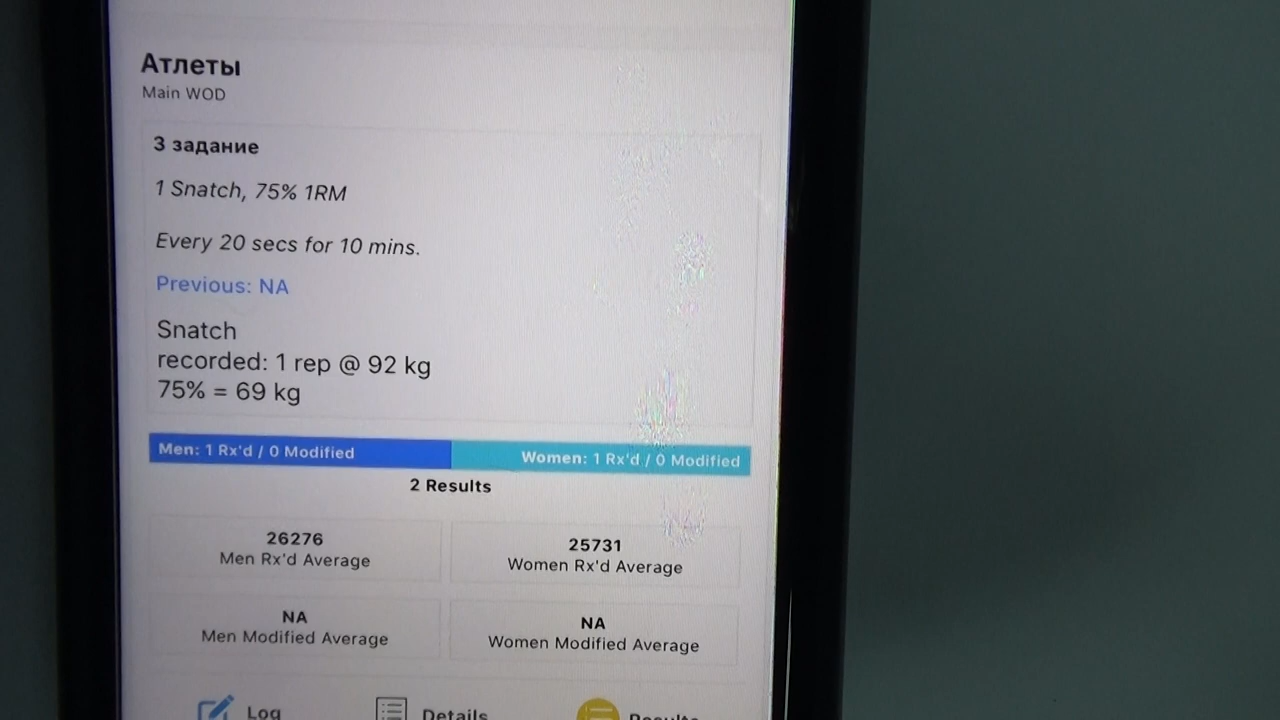 Атлеты
Main WOD
3 задание
1 Snatch, 75% 1RM
Every 20 secs for 10 mins.
Previous: NA
Snatch
recorded: 1 rep @ 92 kg
75% = 69 kg
Men: 1 Rx'd / 0 Modified
Women: 1 Rx'd / 0 Modified
2 Results
26276
Men Rx'd Average
25731
Women Rx'd Average
NA
Men Modified Average
NA
Women Modified Average
Log
Details
Results